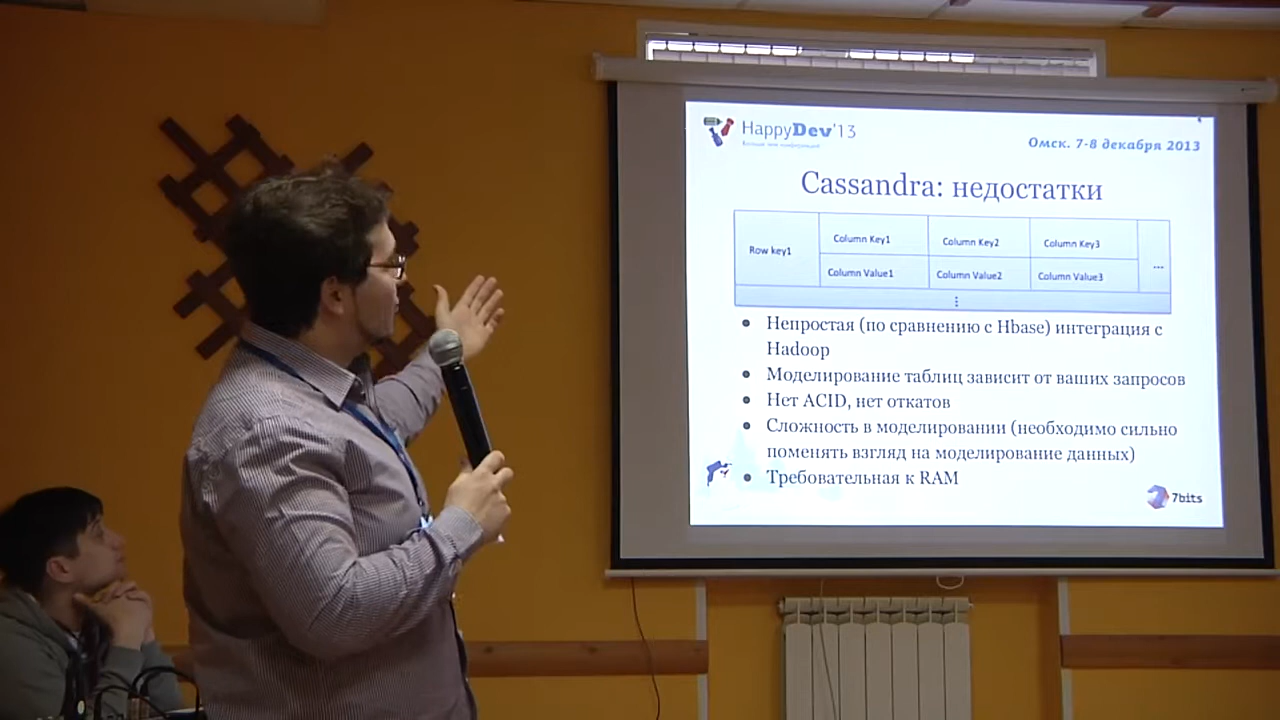 HappyDev'13
Омск. 7-8 декабря 2013
Cassandra: недостатки
Row key1
Column Key1
Column Key2
Column Key3
...
Column Value1
Column Value2
Column Value3
Непростая (по сравнению с Hbase) интеграция с
Hadoop
Моделирование таблиц зависит от ваших запросов
Нет ACID, нет откатов
Сложность в моделировании (необходимо сильно
поменять взгляд на моделирование данных)
Требовательная к RAM
7bits